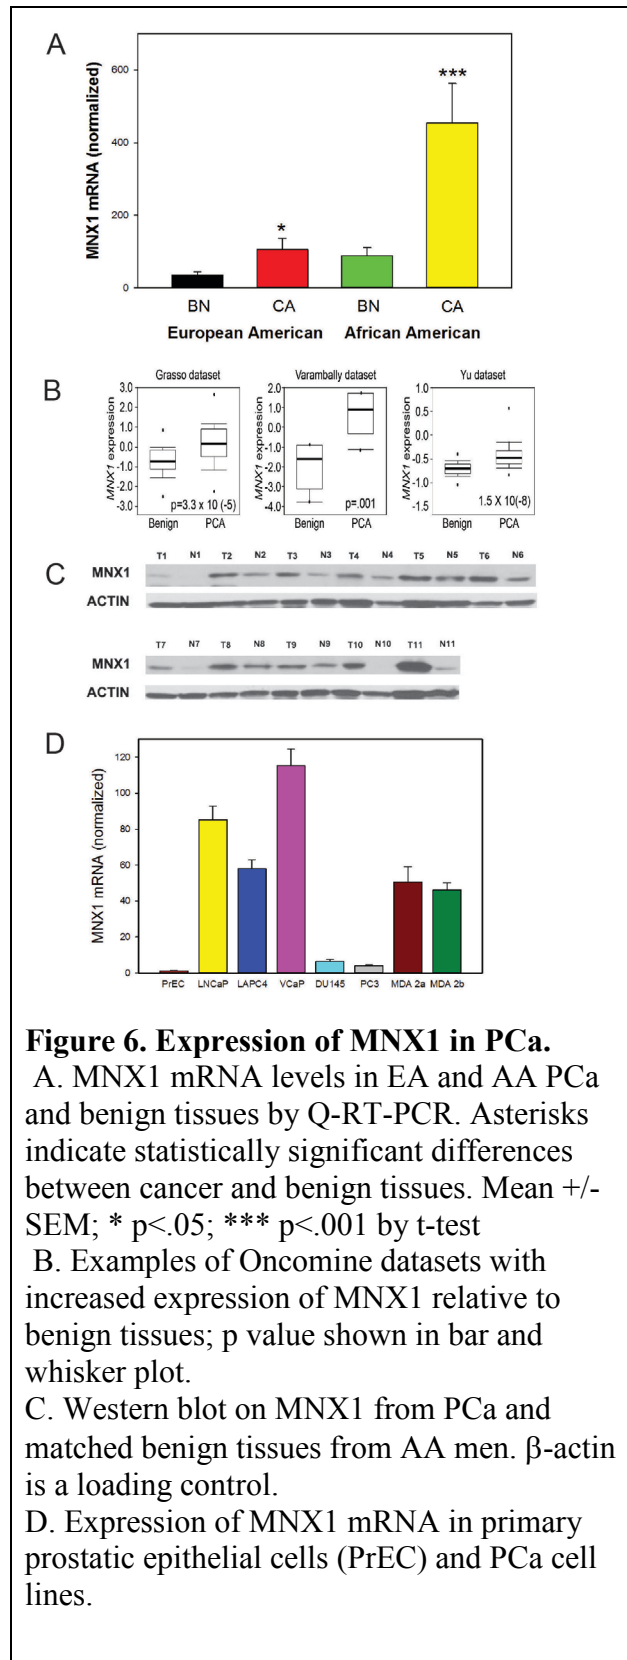 A
MNX1 mRNA (normalized)
600
400
200
0
*
***
BN CA BN CA
European American African American
B
Grasso dataset
MNX1 expression
3.0
2.0
1.0
0.0
-1.0
-2.0
-3.0
p=3.3 x 10 (-5)
Benign PCA
Varambally dataset
MNX1 expression
2.0
1.0
0.0
-1.0
-2.0
-3.0
-4.0
p=.001
Benign PCA
Yu dataset
MNX1 expression
1.0
0.5
0.0
-0.5
-1.0
-1.5
1.5 X 10(-8)
Benign PCA
C
T1 N1 T2 N2 T3 N3 T4 N4 T5 N5 T6 N6
MNX1
ACTIN
T7 N7 T8 N8 T9 N9 T10 N10 T11 N11
MNX1
ACTIN
D
MNX1 mRNA (normalized)
120
100
80
60
40
20
0
PrEC LNCaP LAPC4 VCaP DU145 PC3 MDA 2a MDA 2b
Figure 6. Expression of MNX1 in PCa.
A. MNX1 mRNA levels in EA and AA PCa
and benign tissues by Q-RT-PCR. Asterisks
indicate statistically significant differences
between cancer and benign tissues. Mean +/-
SEM; * p<.05; *** p<.001 by t-test
B. Examples of Oncomine datasets with
increased expression of MNX1 relative to
benign tissues; p value shown in bar and
whisker plot.
C. Western blot on MNX1 from PCa and
matched benign tissues from AA men. β-actin
is a loading control.
D. Expression of MNX1 mRNA in primary
prostatic epithelial cells (PrEC) and PCa cell
lines.